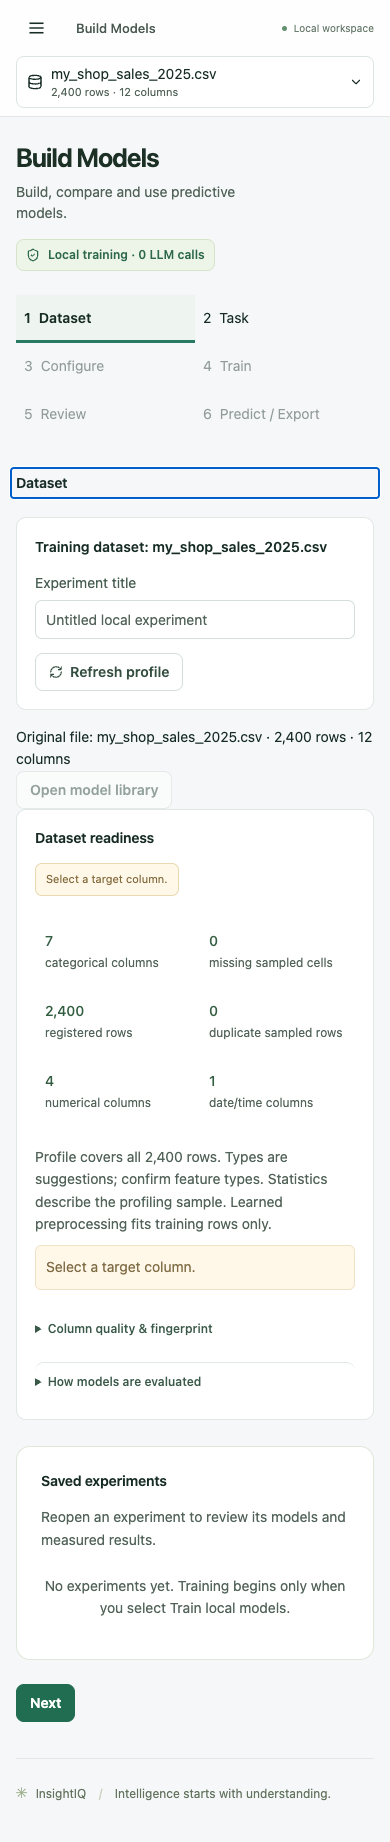 Build Models
Local workspace
my_shop_sales_2025.csv
2,400 rows · 12 columns
Build Models
Build, compare and use predictive
models.
Local training · 0 LLM calls
1 Dataset
2 Task
3 Configure
4 Train
5 Review
6 Predict / Export
Dataset
Training dataset: my_shop_sales_2025.csv
Experiment title
Untitled local experiment
Refresh profile
Original file: my_shop_sales_2025.csv · 2,400 rows · 12
columns
Open model library
Dataset readiness
Select a target column.
7
categorical columns
0
missing sampled cells
2,400
registered rows
0
duplicate sampled rows
4
numerical columns
1
date/time columns
Profile covers all 2,400 rows. Types are
suggestions; confirm feature types. Statistics
describe the profiling sample. Learned
preprocessing fits training rows only.
Select a target column.
Column quality & fingerprint
How models are evaluated
Saved experiments
Reopen an experiment to review its models and
measured results.
No experiments yet. Training begins only when
you select Train local models.
Next
InsightIQ / Intelligence starts with understanding.